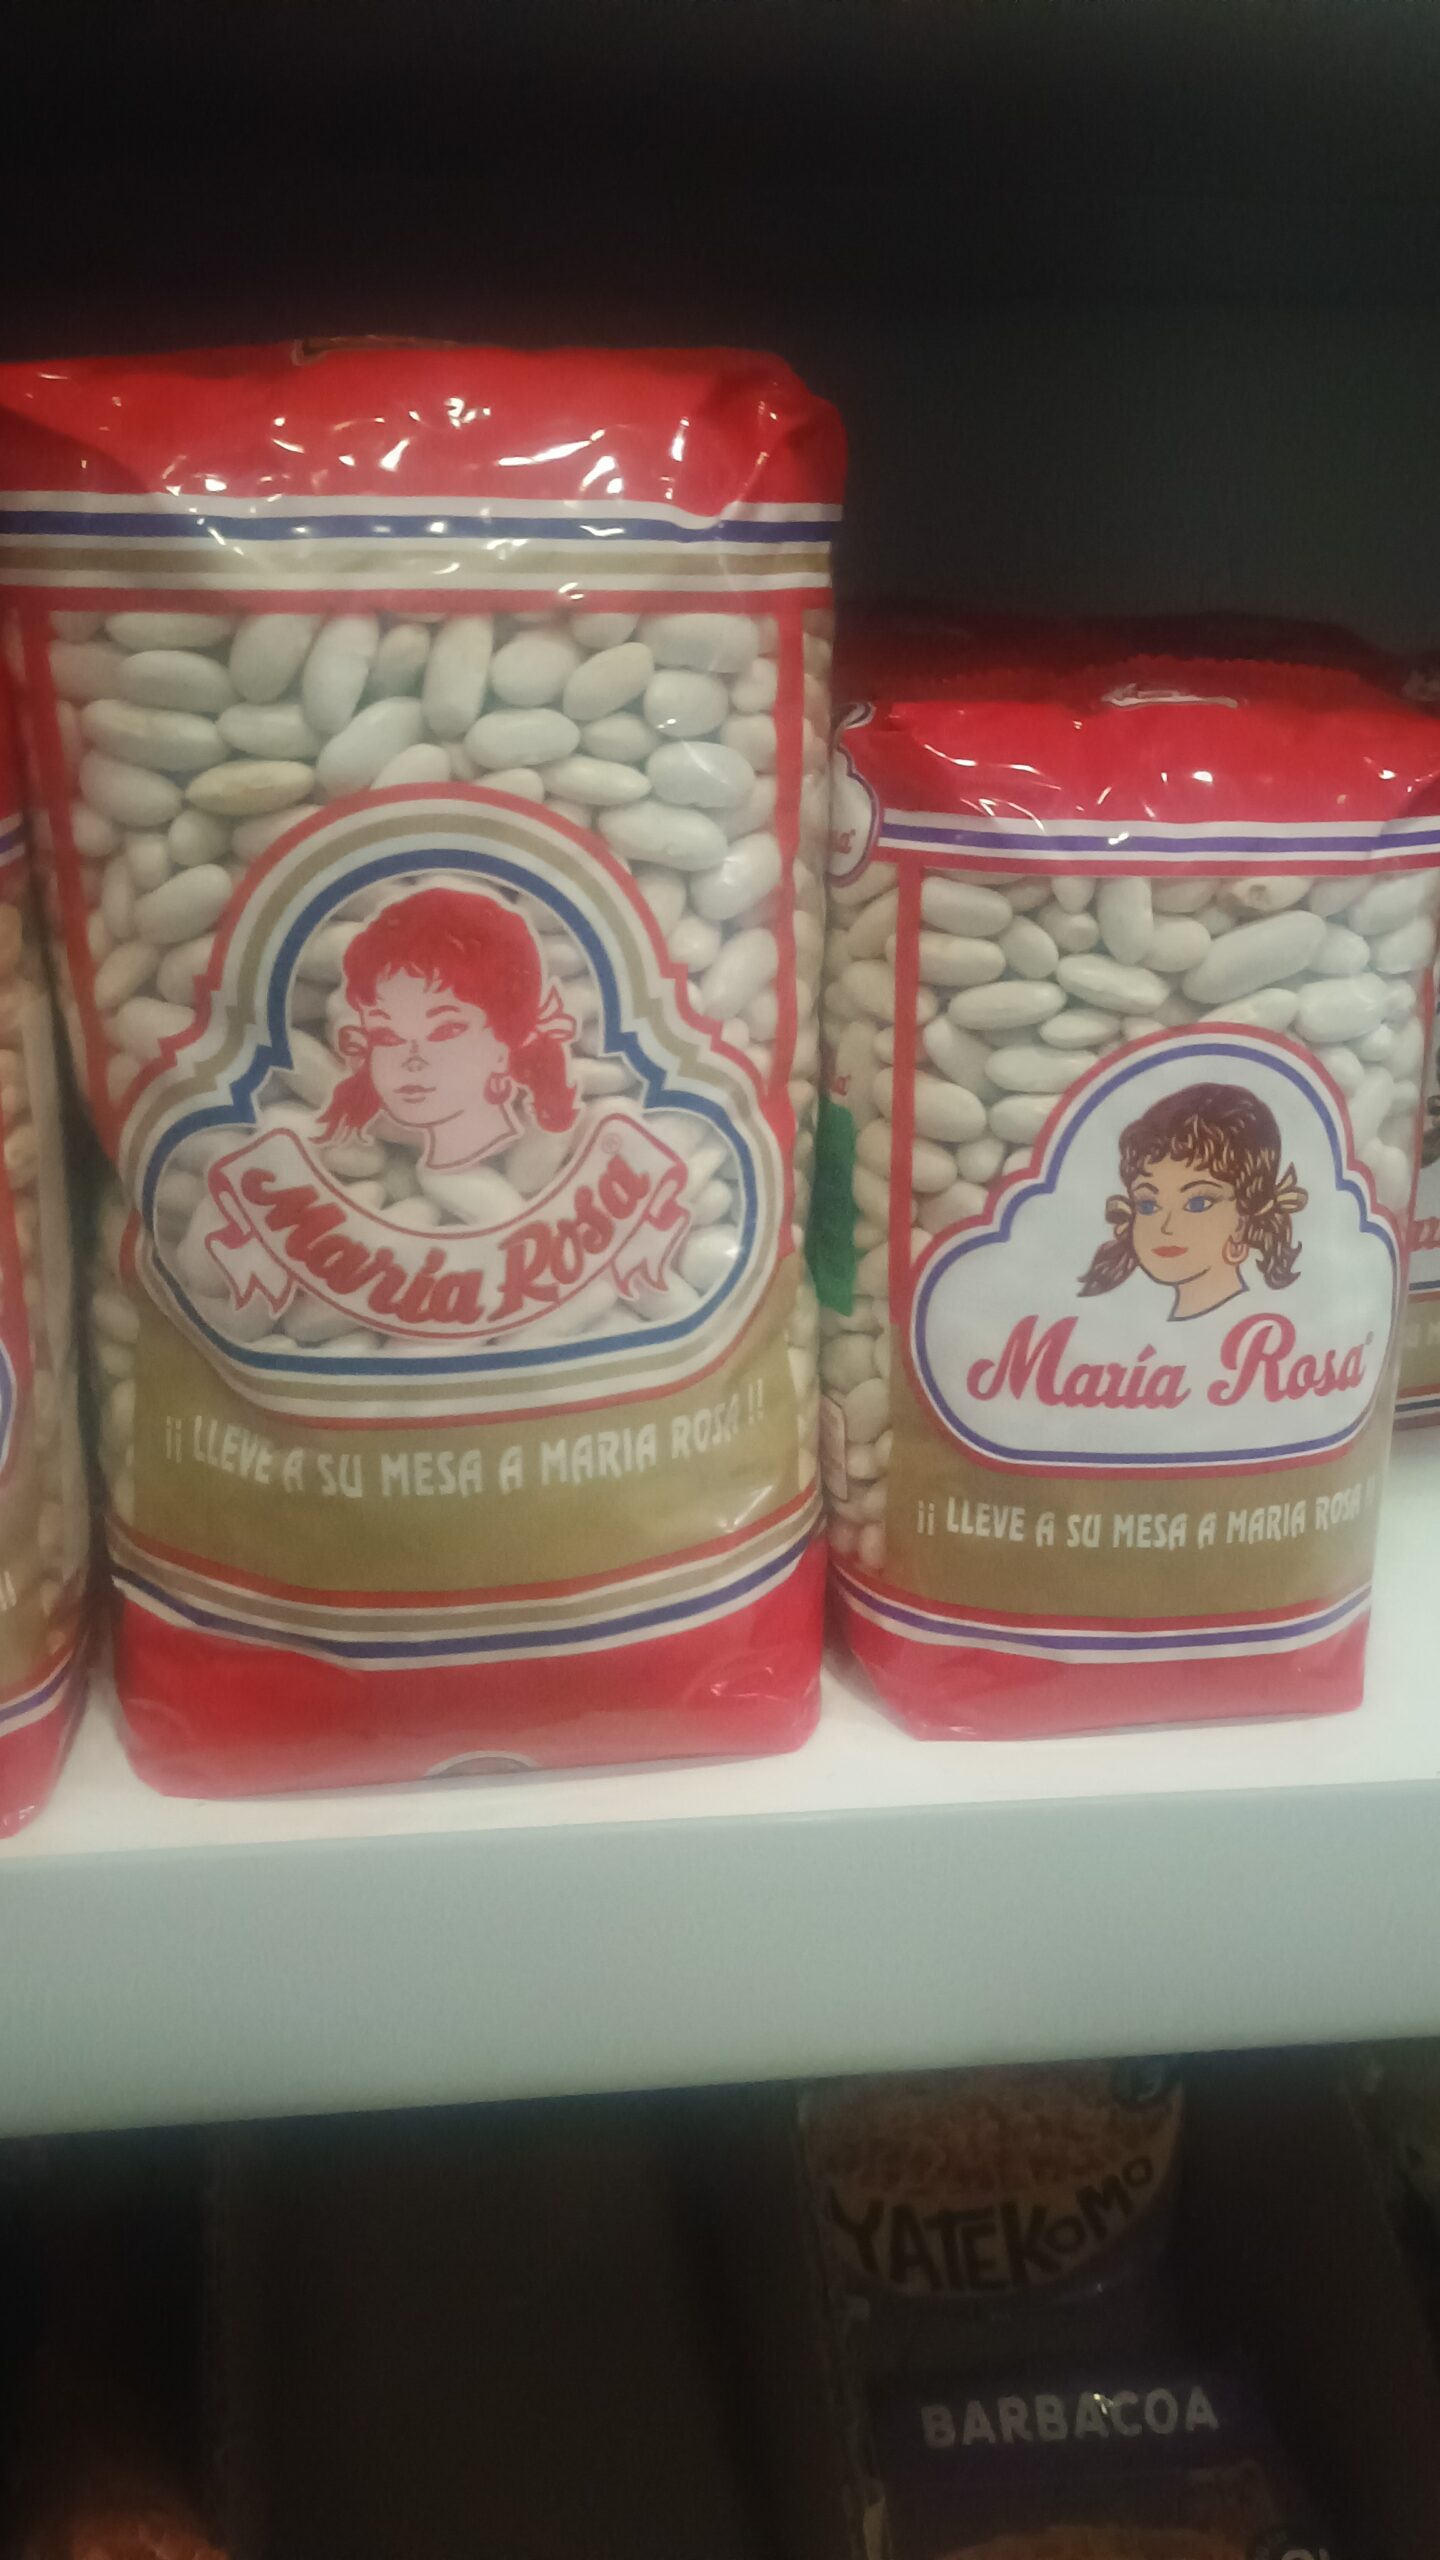 María Rosa®
¡¡ LLEVE A SU MESA A MARIA ROSA !!
María Rosa®
¡¡ LLEVE A SU MESA A MARIA ROSA !!
YATEKOMO
BARBACOA